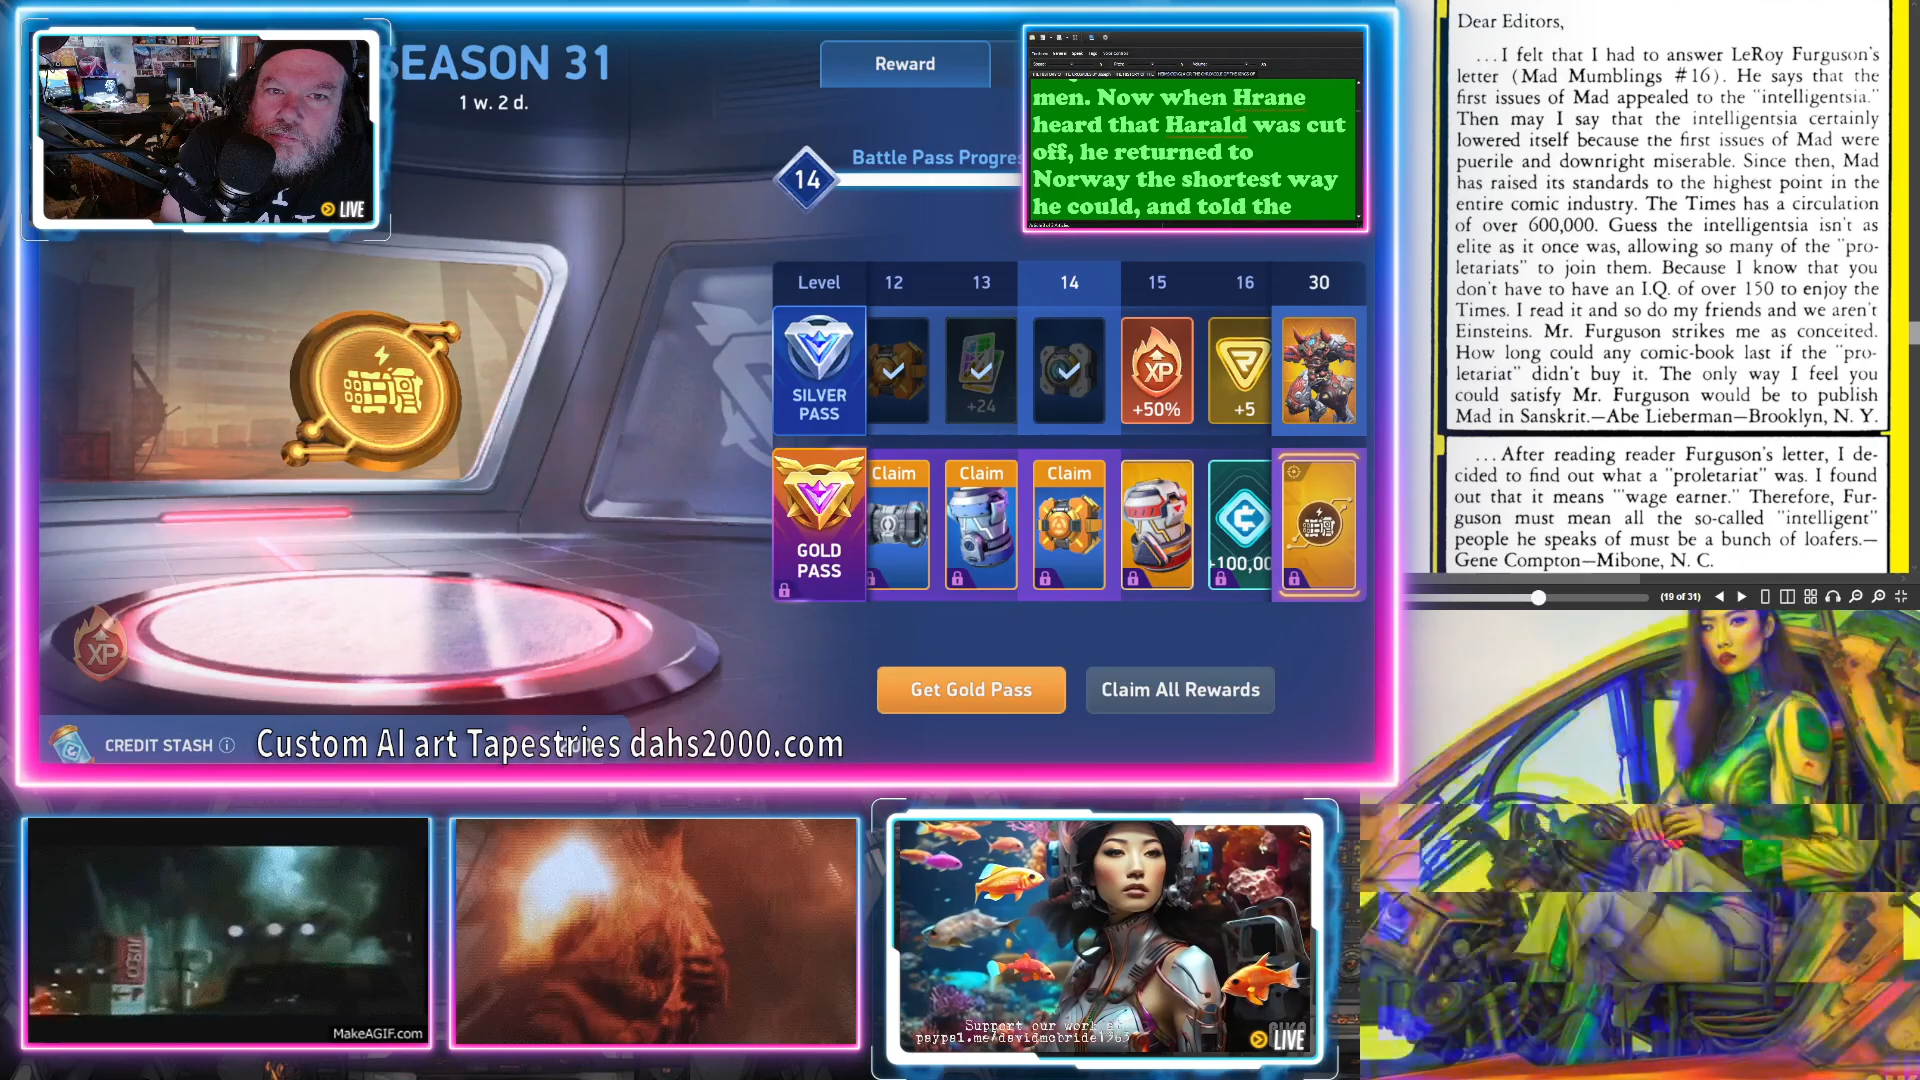 SEASON 31
1 w. 2 d.
LIVE
Reward
14
Battle Pass Progres
men. Now when Hrane
heard that Harald was cut
off, he returned to
Norway the shortest way
he could, and told the
Level
12
13
14
15
16
30
SILVER
PASS
+24
+50%
+5
XP
GOLD
PASS
Claim
Claim
Claim
+100,00
XP
Get Gold Pass
Claim All Rewards
CREDIT STASH
Custom AI art Tapestries dahs2000.com
MakeAGIF.com
Support our work at
paypal.me/davidmcbride1963
LIVE
Dear Editors,
...I felt that I had to answer LeRoy Furguson's
letter (Mad Mumblings #16). He says that the
first issues of Mad appealed to the "intelligentsia."
Then may I say that the intelligentsia certainly
lowered itself because the first issues of Mad were
puerile and downright miserable. Since then, Mad
has raised its standards to the highest point in the
entire comic industry. The Times has a circulation
of over 600,000. Guess the intelligentsia isn't as
elite as it once was, allowing so many of the "pro-
letariats" to join them. Because I know that you
don't have to have an I.Q. of over 150 to enjoy the
Times. I read it and so do my friends and we aren't
Einsteins. Mr. Furguson strikes me as conceited.
How long could any comic-book last if the "pro-
letariat" didn't buy it. The only way I feel you
could satisfy Mr. Furguson would be to publish
Mad in Sanskrit.—Abe Lieberman—Brooklyn, N. Y.
...After reading reader Furguson's letter, I de-
cided to find out what a "proletariat" was. I found
out that it means "'wage earner." Therefore, Fur-
guson must mean all the so-called "intelligent"
people he speaks of must be a bunch of loafers.—
Gene Compton—Mibone, N. C.
(19 of 31)